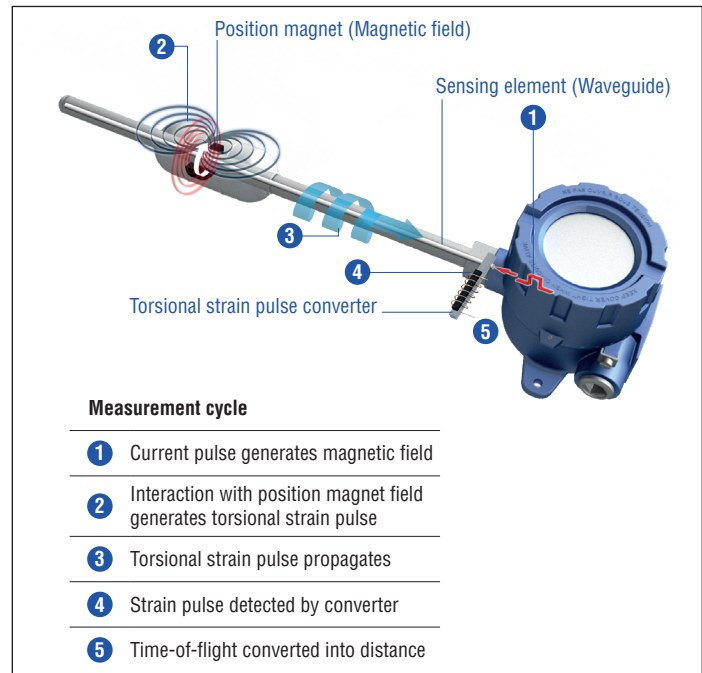 Position magnet (Magnetic field)
2
Sensing element (Waveguide)
1
3
4
Torsional strain pulse converter
5
Measurement cycle
1 Current pulse generates magnetic field
2 Interaction with position magnet field
generates torsional strain pulse
3 Torsional strain pulse propagates
4 Strain pulse detected by converter
5 Time-of-flight converted into distance